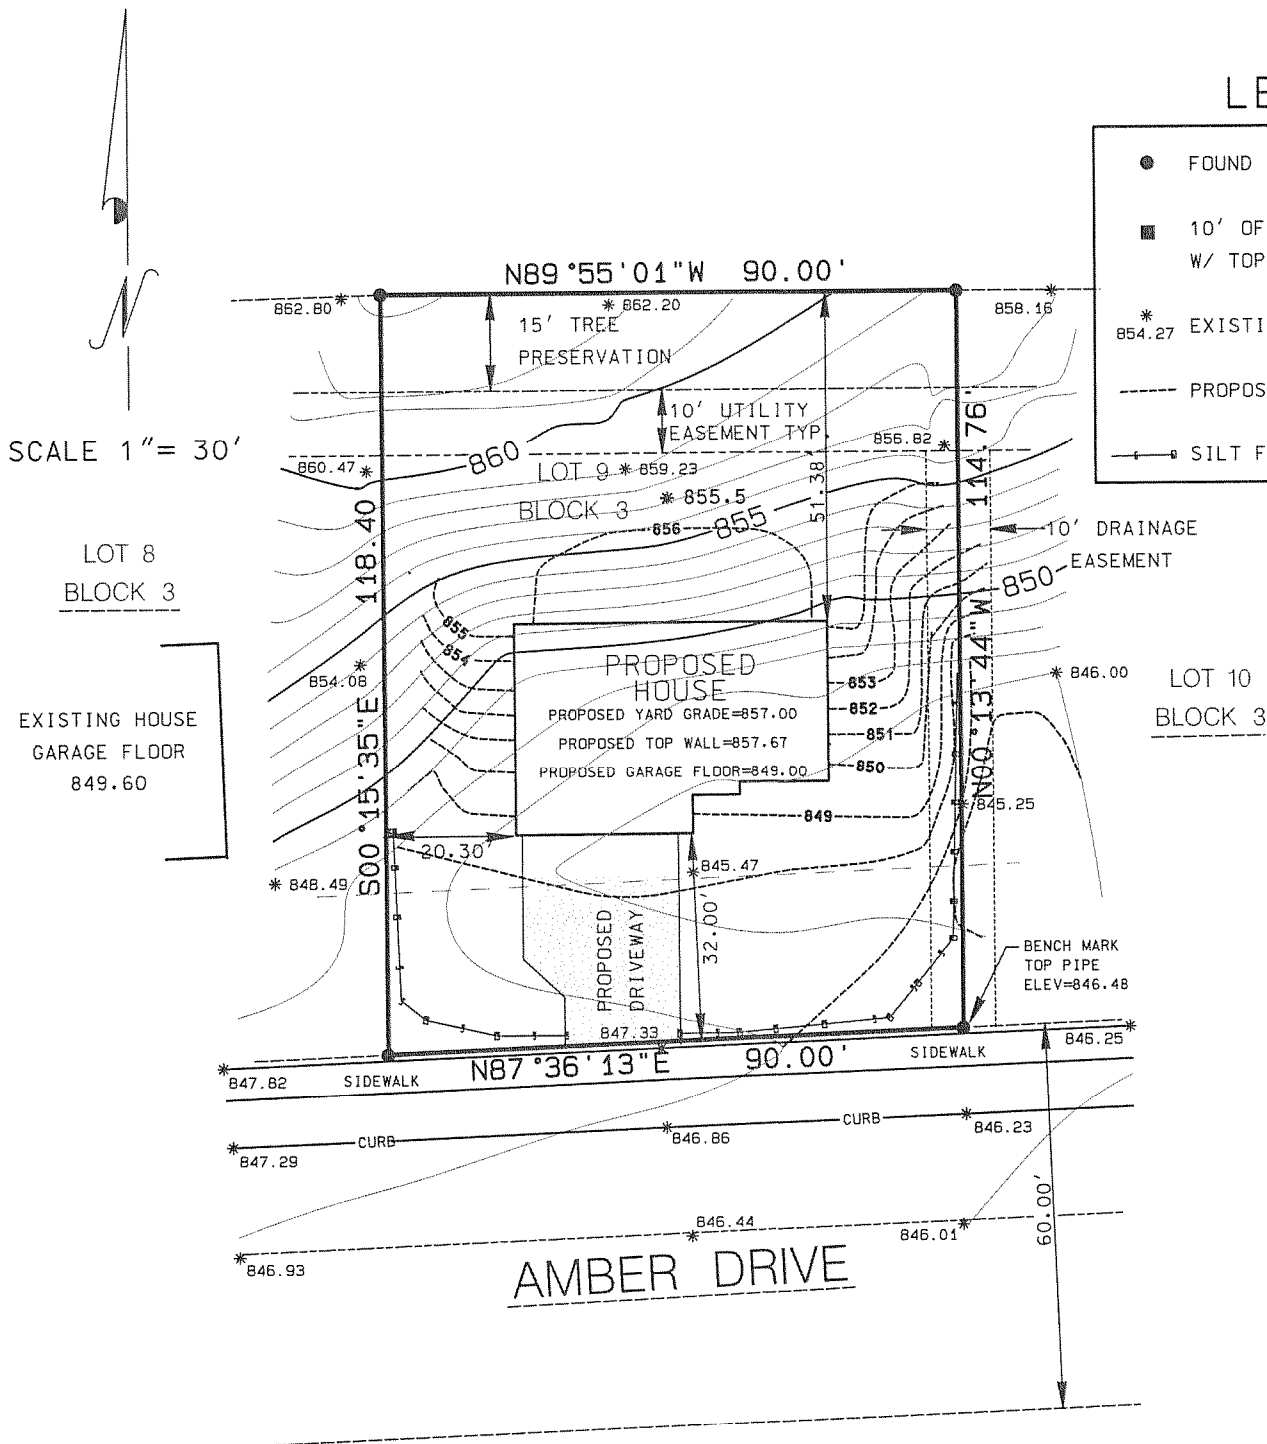 LE
FOUND
10' OF
W/ TOP
854.27 EXISTI
PROPOS
SILT F
N
SCALE 1"= 30'
N89°55'01"W 90.00'
862.80
862.20
858.16
15' TREE
PRESERVATION
10' UTILITY
EASEMENT TYP.
856.82
860.47
860
LOT 9
BLOCK 3
859.23
855.5
856
855
51.38'
114.76'
118.40'
10' DRAINAGE
EASEMENT
850
LOT 8
BLOCK 3
855
854
854.08
PROPOSED
HOUSE
PROPOSED YARD GRADE=857.00
PROPOSED TOP WALL=857.67
PROPOSED GARAGE FLOOR=849.00
853
852
851
850
849
846.00
LOT 10
BLOCK 3
EXISTING HOUSE
GARAGE FLOOR
849.60
S00°15'35"E
N00°13'44"W
845.25
20.30'
845.47
848.49
PROPOSED
DRIVEWAY
32.00'
BENCH MARK
TOP PIPE
ELEV=846.48
847.33
846.25
847.82
SIDEWALK
N87°36'13"E 90.00'
SIDEWALK
CURB
846.86
CURB
846.23
847.29
60.00'
846.44
846.01
846.93
AMBER DRIVE